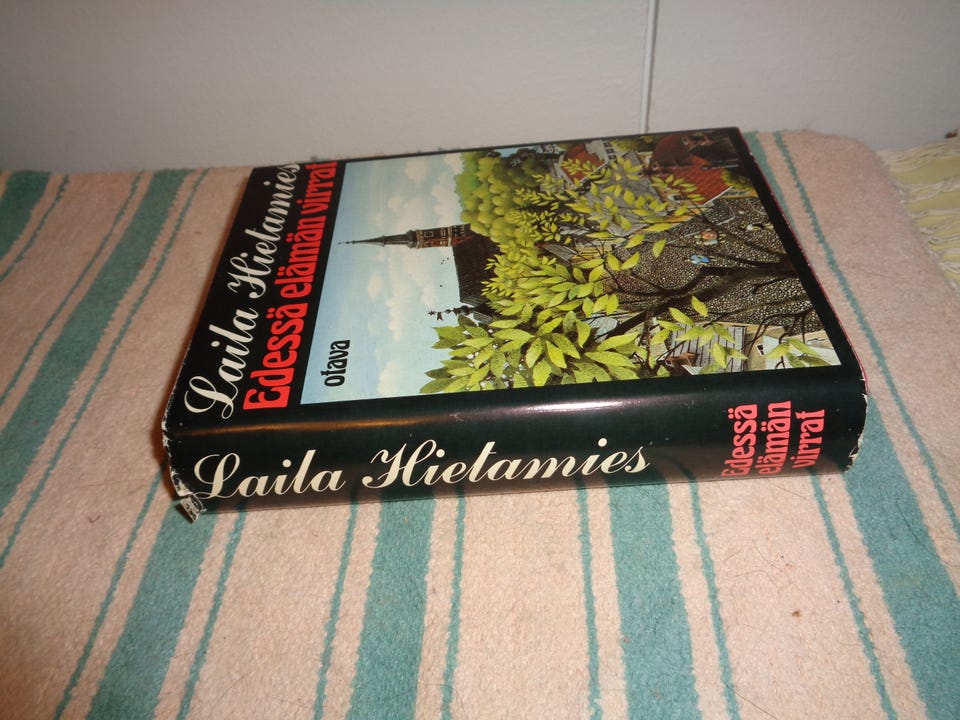 Laila Hietamies
Edessä elämän virrat
otava
Laila Hietamies
Edessä
elämän
virrat